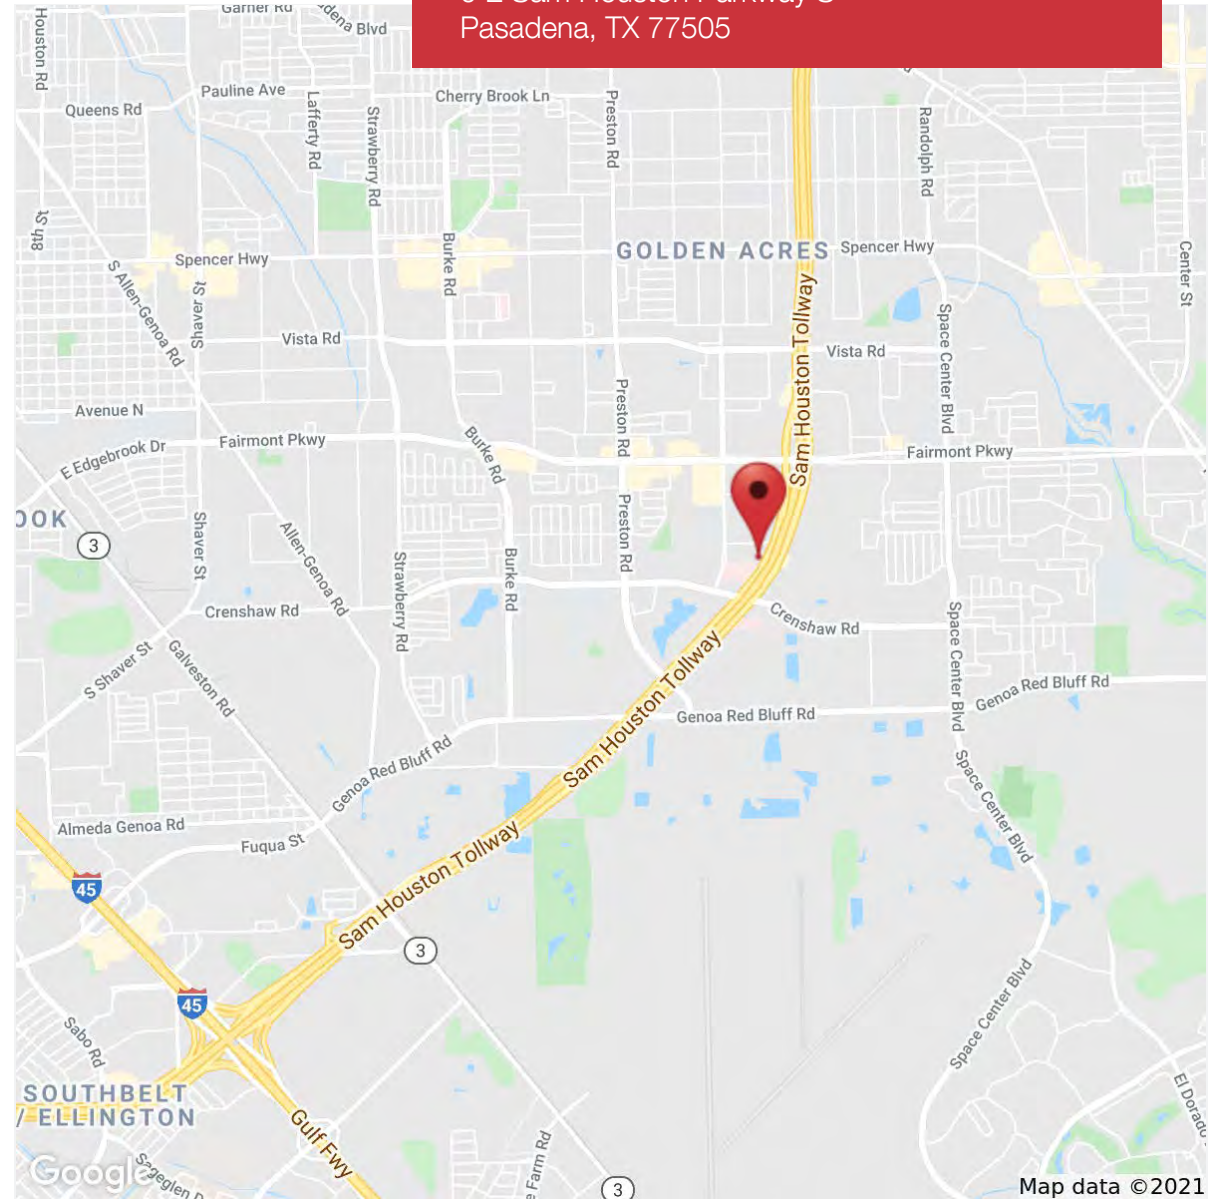 Pasadena, TX 77505
Garner Rd
Blvd
Houston Rd
Pauline Ave
Queens Rd
Lafferty Rd
Strawberry Rd
Cherry Brook Ln
Preston Rd
Randolph Rd
8th St
Spencer Hwy
Burke Rd
GOLDEN ACRES
Spencer Hwy
Center St
S Allen-Genoa Rd
Shaver St
Sam Houston Tollway
Vista Rd
Vista Rd
Space Center Blvd
Avenue N
Preston Rd
Fairmont Pkwy
E Edgebrook Dr
Burke Rd
Fairmont Pkwy
OOK
3
Shaver St
Allen-Genoa Rd
Preston Rd
Strawberry Rd
Burke Rd
Crenshaw Rd
Crenshaw Rd
Space Center Blvd
S Shaver St
Galveston Rd
Sam Houston Tollway
Genoa Red Bluff Rd
Genoa Red Bluff Rd
Genoa Red Bluff Rd
Space Center Blvd
Almeda Genoa Rd
Fuqua St
Sam Houston Tollway
45
3
45
Space Center Blvd
Sabo Rd
SOUTHBELT
/ ELLINGTON
Gulf Fwy
El Dorado
Farm Rd
3
Google
Map data ©2021